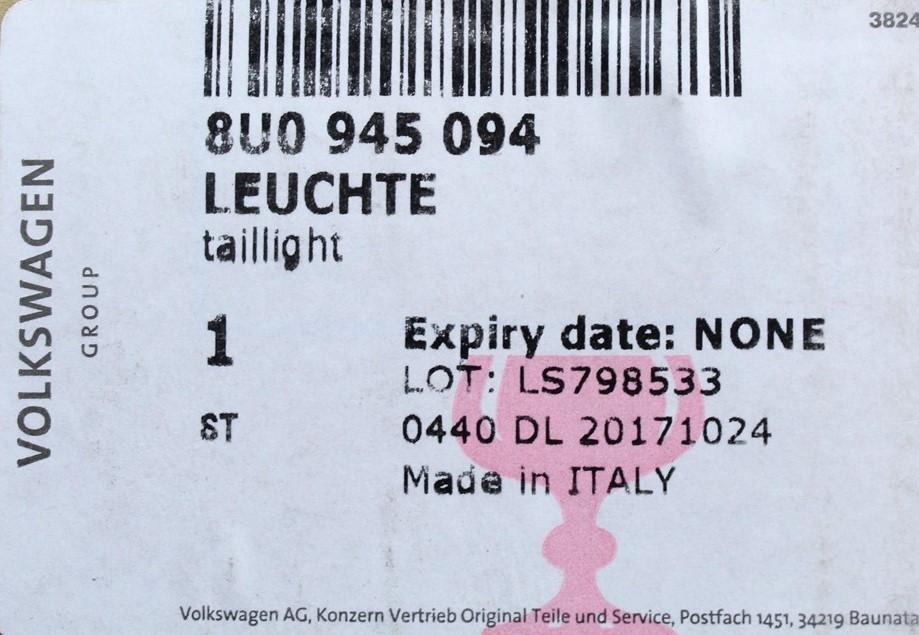 3824
8U0 945 094
LEUCHTE
taillight
VOLKSWAGEN
GROUP
1
Expiry date: NONE
LOT: LS798533
ST
0440 DL 20171024
Made in ITALY
Volkswagen AG, Konzern Vertrieb Original Teile und Service, Postfach 1451, 34219 Baunata